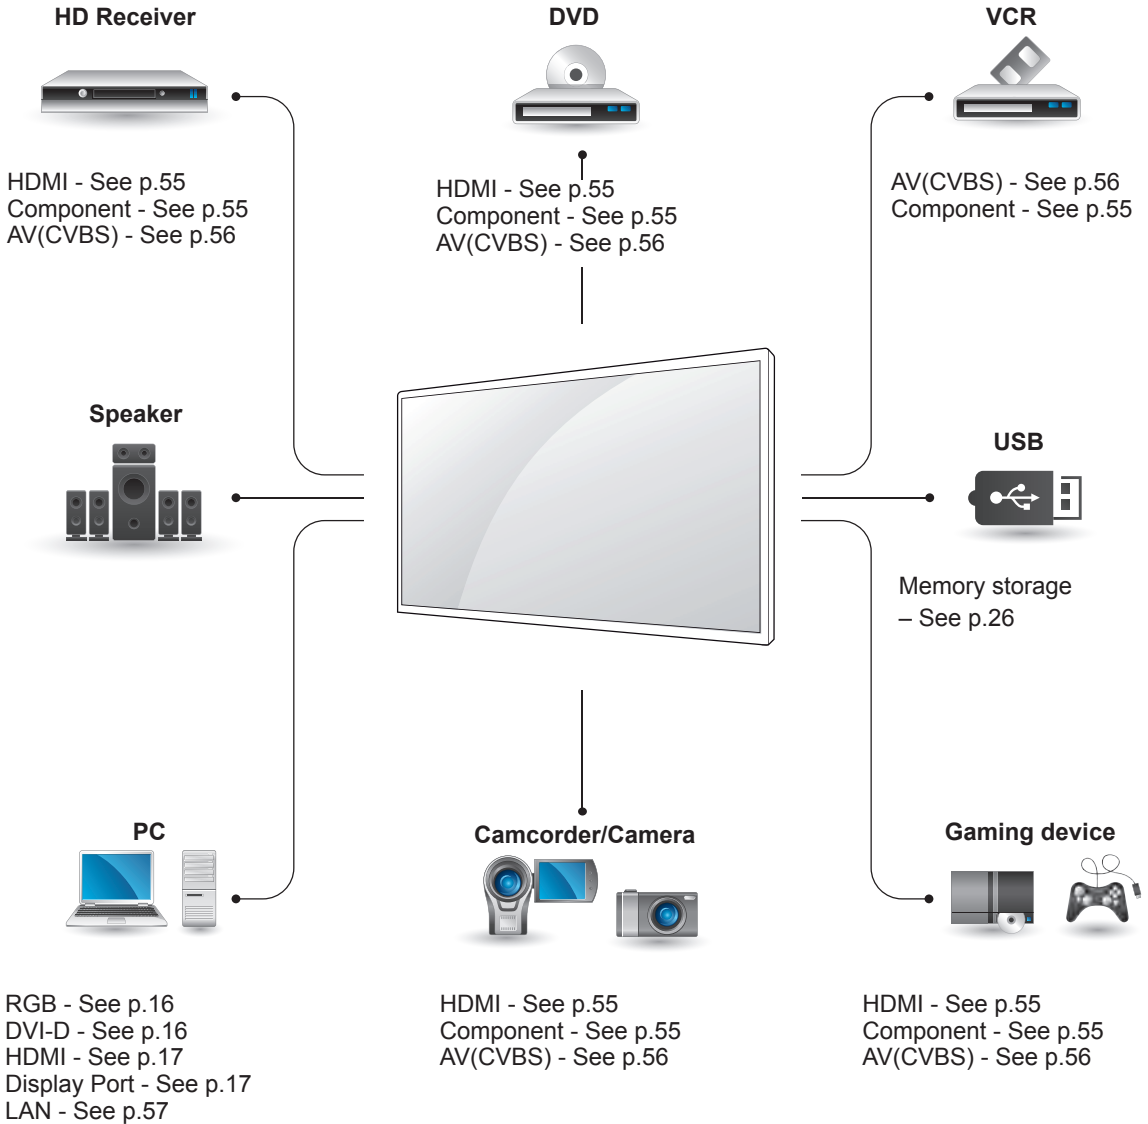 HD Receiver
HDMI - See p.55
Component - See p.55
AV(CVBS) - See p.56
DVD
HDMI - See p.55
Component - See p.55
AV(CVBS) - See p.56
VCR
AV(CVBS) - See p.56
Component - See p.55
Speaker
USB
Memory storage
– See p.26
PC
RGB - See p.16
DVI-D - See p.16
HDMI - See p.17
Display Port - See p.17
LAN - See p.57
Camcorder/Camera
HDMI - See p.55
Component - See p.55
AV(CVBS) - See p.56
Gaming device
HDMI - See p.55
Component - See p.55
AV(CVBS) - See p.56